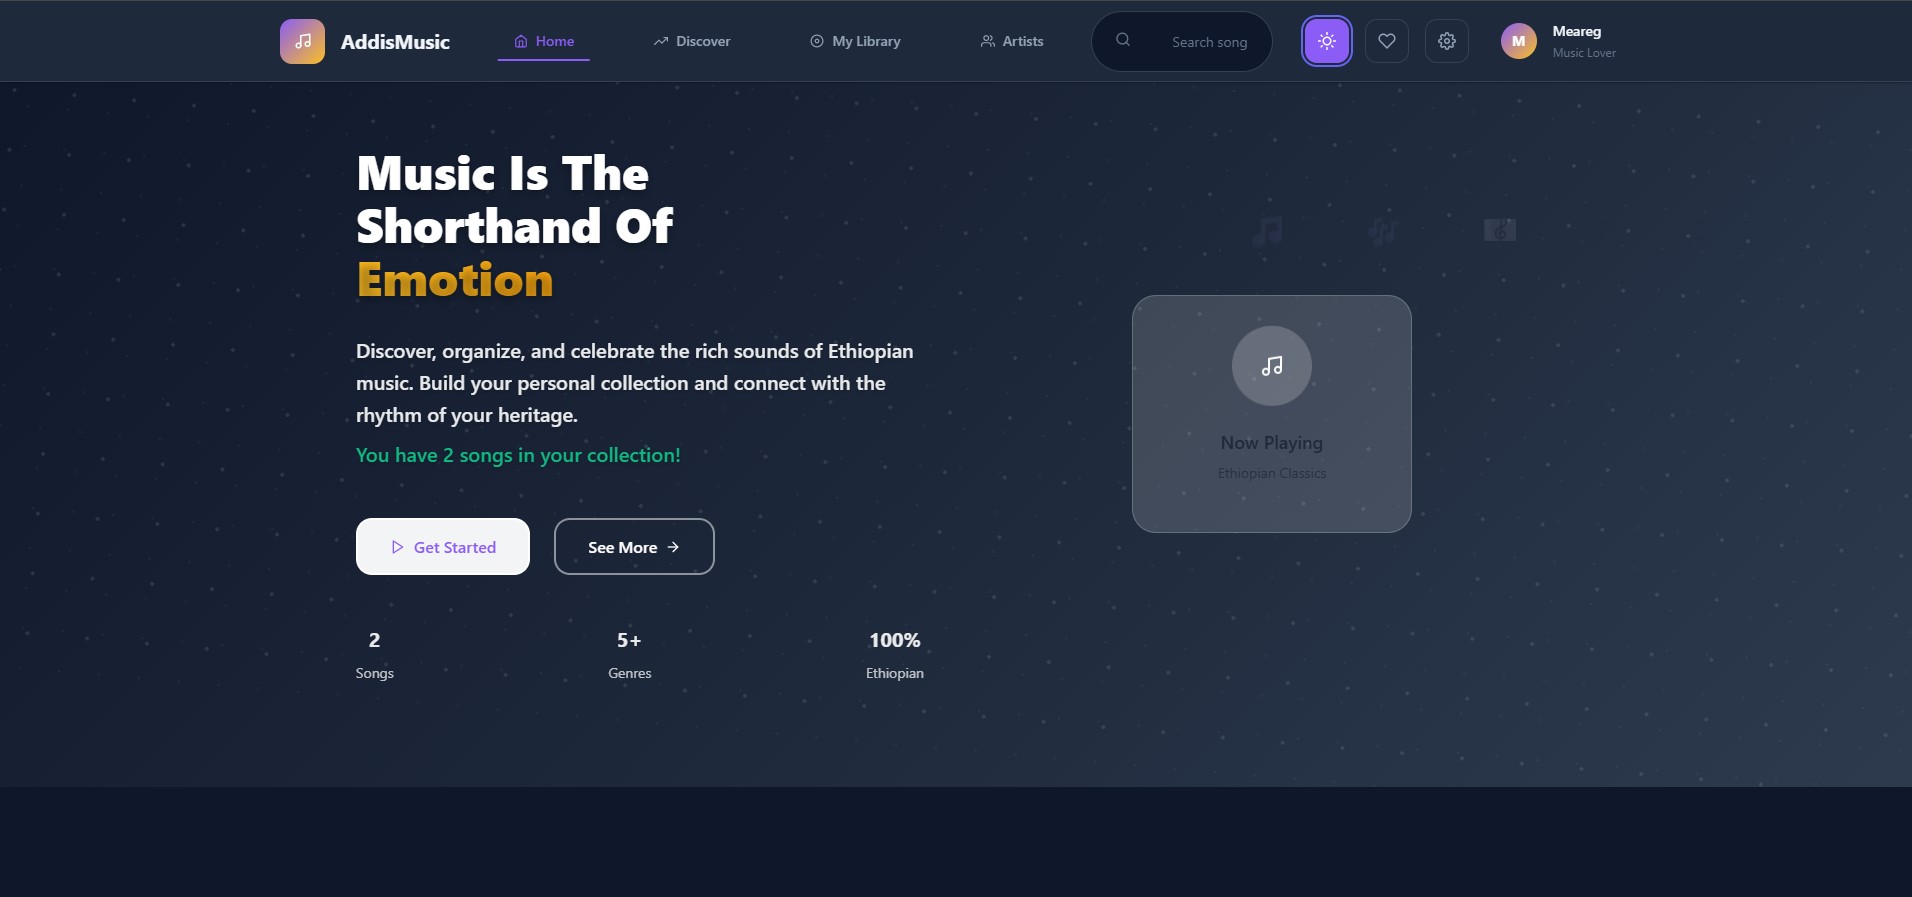 AddisMusic
Home
Discover
My Library
Artists
Search song
M
Meareg
Music Lover
Music Is The
Shorthand Of
Emotion
Discover, organize, and celebrate the rich sounds of Ethiopian
music. Build your personal collection and connect with the
rhythm of your heritage.
You have 2 songs in your collection!
Get Started
See More
2
Songs
5+
Genres
100%
Ethiopian
Now Playing
Ethiopian Classics